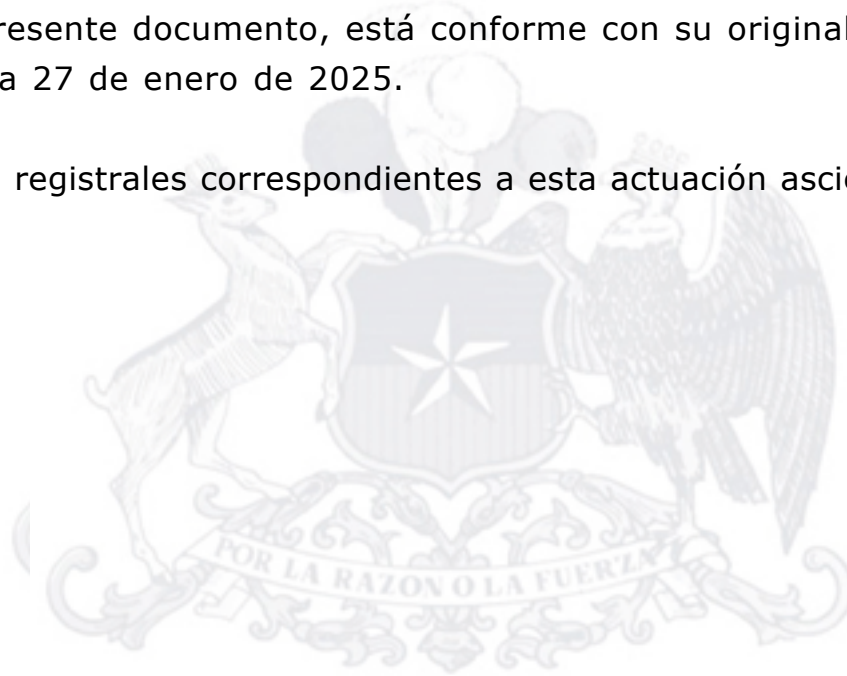 resente documento, está conforme con su original
a 27 de enero de 2025.
registrales correspondientes a esta actuación
POR LA RAZON O LA FUERZA